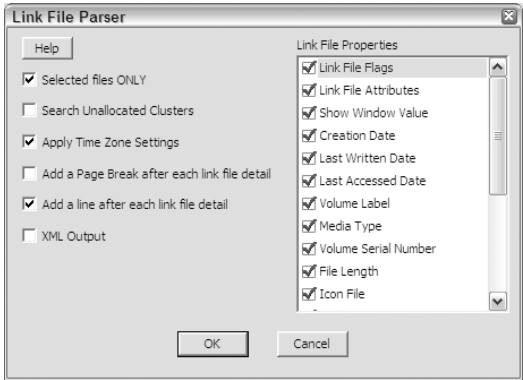 Link File Parser
Help
Selected files ONLY
Search Unallocated Clusters
Apply Time Zone Settings
Add a Page Break after each link file detail
Add a line after each link file detail
XML Output
Link File Properties
Link File Flags
Link File Attributes
Show Window Value
Creation Date
Last Written Date
Last Accessed Date
Volume Label
Media Type
Volume Serial Number
File Length
Icon File
OK
Cancel